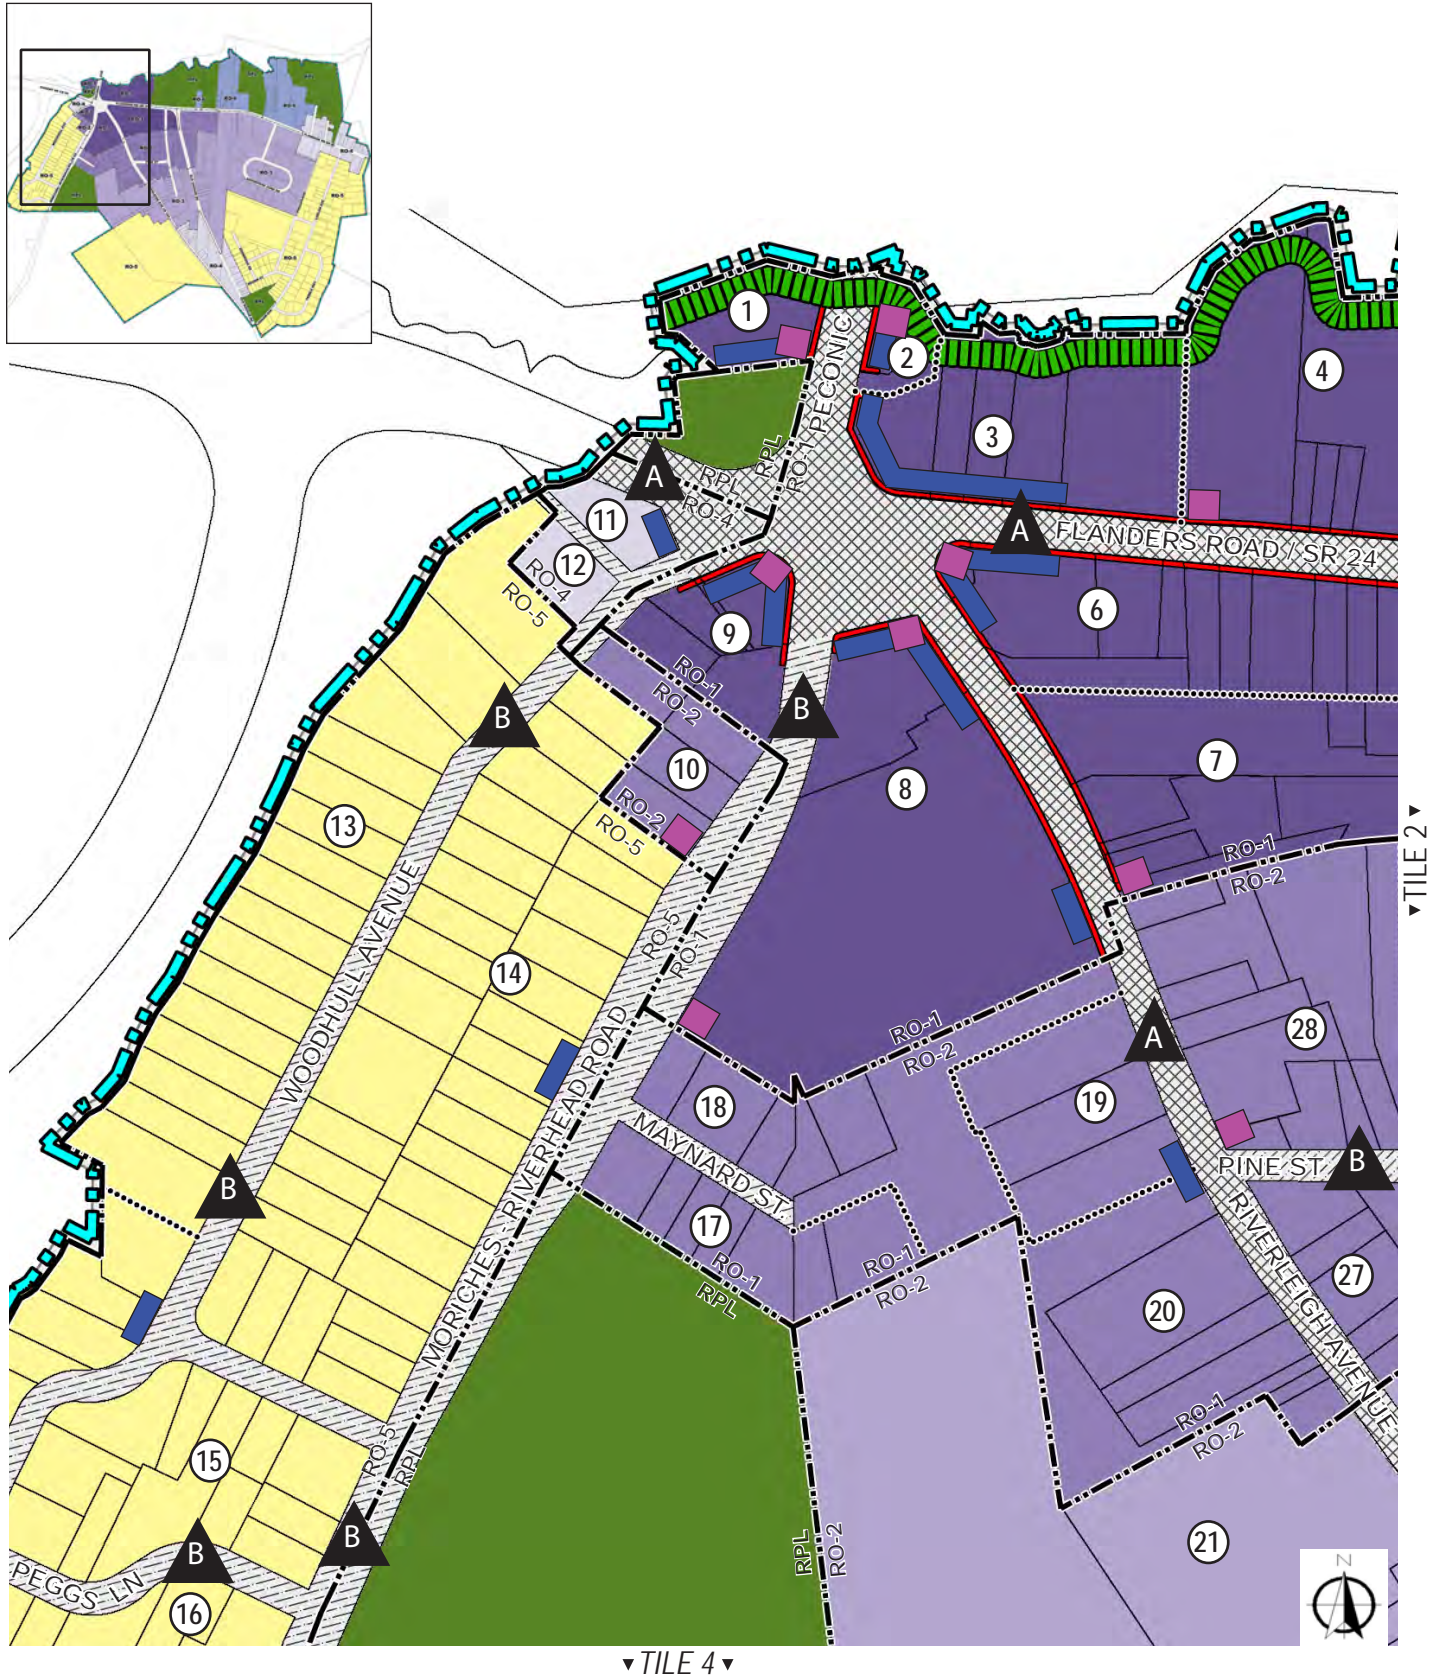 1
2
3
4
PECONIC
RPL
RPL
RO-1
A
RO-4
11
A
FLANDERS ROAD / SR 24
12
RO-4
RO-5
6
9
RO-1
RO-2
B
B
10
7
8
RO-2
RO-5
13
RO-1
RO-2
TILE 2
WOODHULL AVENUE
14
RO-5
RO-1
RO-1
RO-2
28
A
MORICHES RIVERHEAD ROAD
18
19
MAYNARD ST.
PINE ST
B
B
17
RO-1
RPL
RO-1
RO-2
RIVERLEIGH AVENUE
27
20
RO-1
RO-2
15
RO-5
RPL
B
B
RPL
RO-2
21
PEGGS LN
16
N
TILE 4